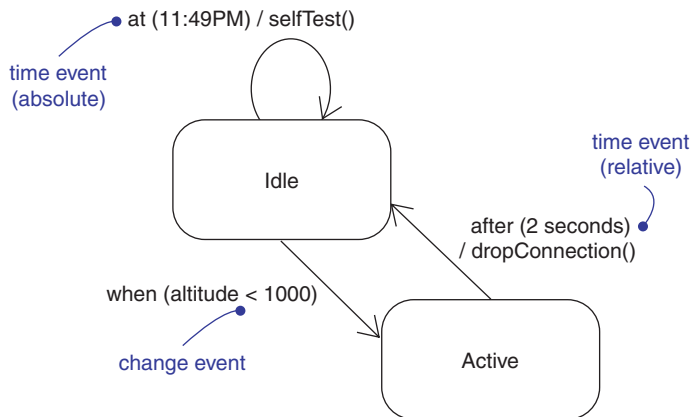 at (11:49PM) / selfTest()
time event
(absolute)
Idle
time event
(relative)
after (2 seconds)
/ dropConnection()
when (altitude < 1000)
change event
Active